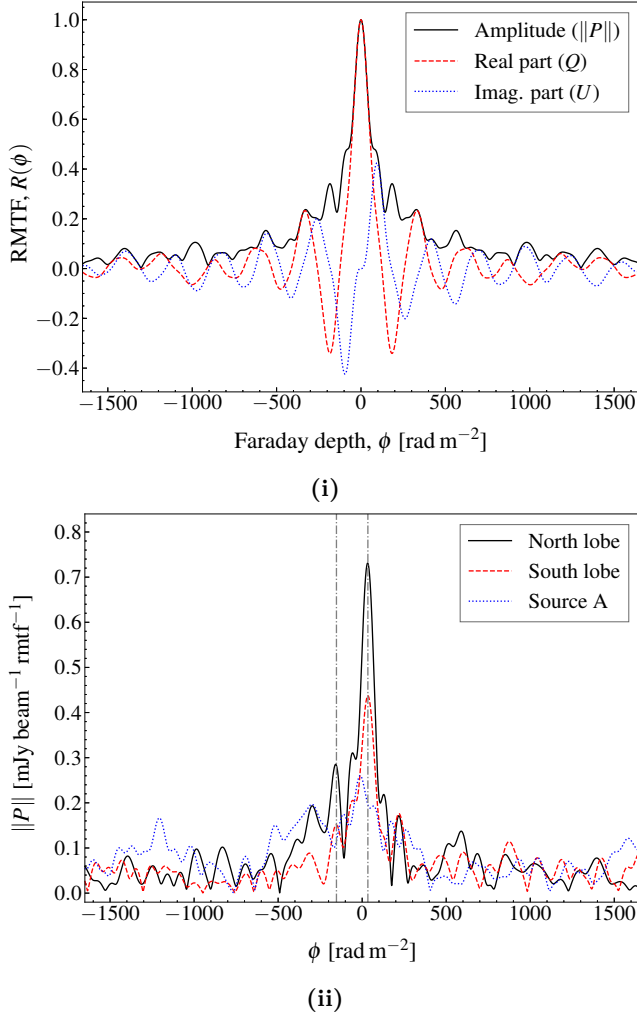 1.0
0.8
0.6
0.4
0.2
0.0
−0.2
−0.4
RMTF, R(ϕ)
Amplitude (‖P‖)
Real part (Q)
Imag. part (U)
−1500 −1000 −500 0 500 1000 1500
Faraday depth, ϕ [rad m⁻²]
(i)
0.8
0.7
0.6
0.5
0.4
0.3
0.2
0.1
0.0
‖P‖ [mJy beam⁻¹ rmtf⁻¹]
North lobe
South lobe
Source A
−1500 −1000 −500 0 500 1000 1500
ϕ [rad m⁻²]
(ii)